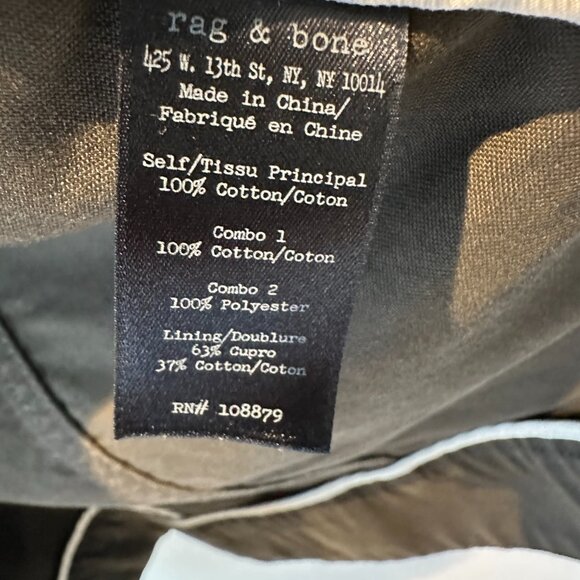 rag & bone
425 W. 13th St, NY, NY 10014
Made in China/
Fabriqué en Chine
Self/Tissu Principal
100% Cotton/Coton
Combo 1
100% Cotton/Coton
Combo 2
100% Polyester
Lining/Doublure
63% Cupro
37% Cotton/Coton
RN# 108879